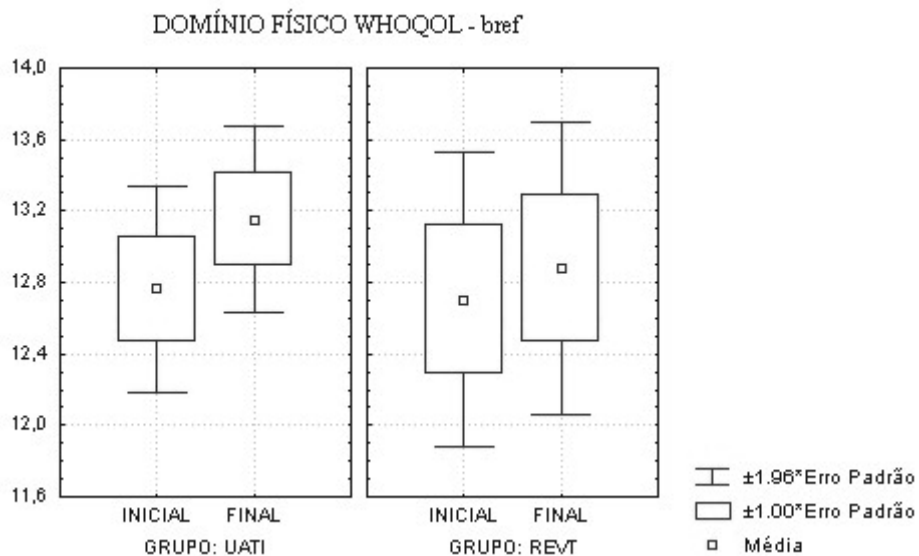 DOMÍNIO FÍSICO WHOQOL - bref
14,0
13,6
13,2
12,8
12,4
12,0
11,6
INICIAL FINAL
GRUPO: UATI
INICIAL FINAL
GRUPO: REVT
±1.96*Erro Padrão
±1.00*Erro Padrão
Média